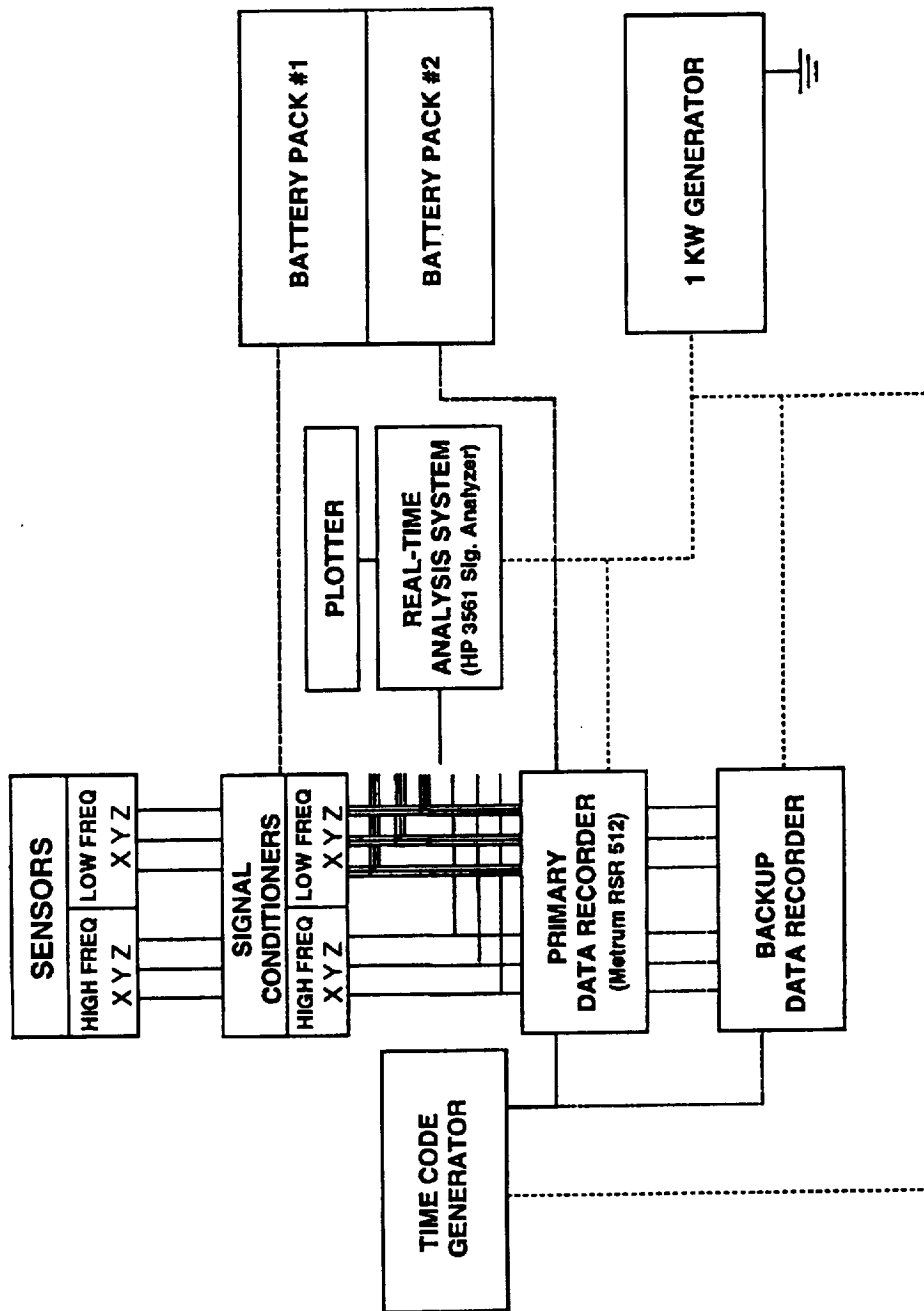 SENSORS
HIGH FREQ
LOW FREQ
X Y Z
X Y Z
SIGNAL
CONDITIONERS
HIGH FREQ
LOW FREQ
X Y Z
X Y Z
TIME CODE
GENERATOR
PRIMARY
DATA RECORDER
(Metrum RSR 512)
BACKUP
DATA RECORDER
PLOTTER
REAL-TIME
ANALYSIS SYSTEM
(HP 3561 Sig. Analyzer)
BATTERY PACK #1
BATTERY PACK #2
1 KW GENERATOR